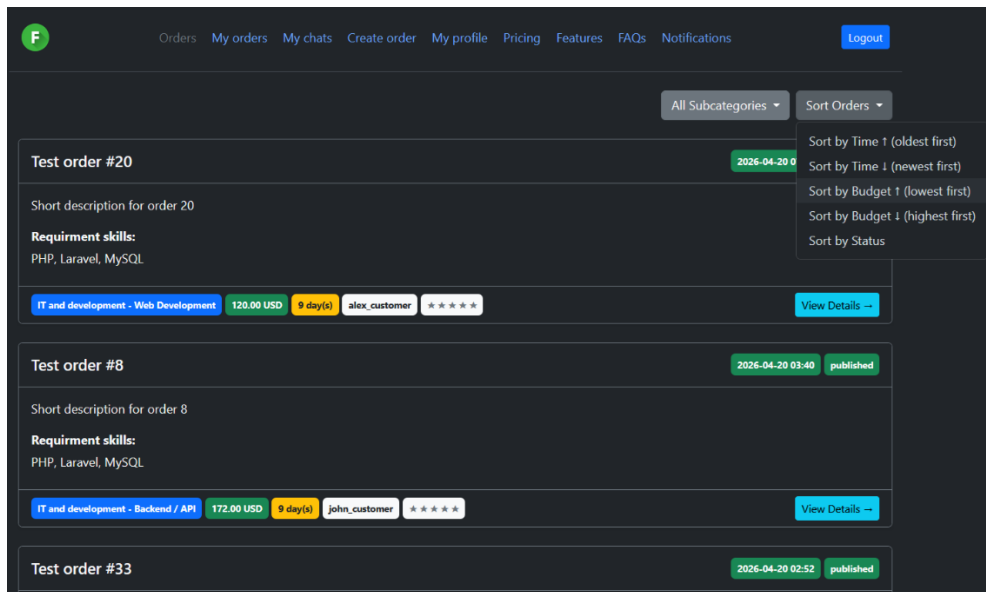 F
Orders My orders My chats Create order My profile Pricing Features FAQs Notifications Logout
All Subcategories Sort Orders
Sort by Time ↑ (oldest first)
Sort by Time ↓ (newest first)
Sort by Budget ↑ (lowest first)
Sort by Budget ↓ (highest first)
Sort by Status
Test order #20 2026-04-20 0
Short description for order 20
Requirment skills:
PHP, Laravel, MySQL
IT and development - Web Development 120.00 USD 9 day(s) alex_customer ★★★★★ View Details →
Test order #8 2026-04-20 03:40 published
Short description for order 8
Requirment skills:
PHP, Laravel, MySQL
IT and development - Backend / API 172.00 USD 9 day(s) john_customer ★★★★★ View Details →
Test order #33 2026-04-20 02:52 published